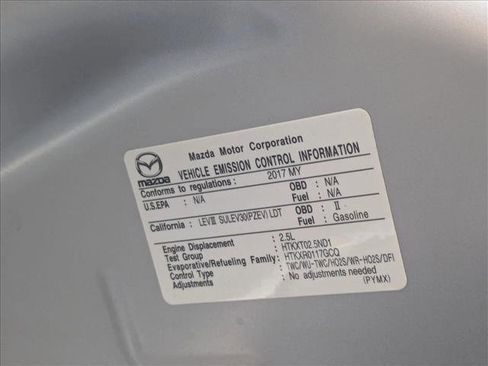 Mazda Motor Corporation
mazda
VEHICLE EMISSION CONTROL INFORMATION
Conforms to regulations: 2017 MY
U.S.EPA : N/A OBD : N/A
Fuel : N/A
California : LEVⅢ SULEV30(PZEV) LDT OBD : Ⅱ
Fuel : Gasoline
Engine Displacement : 2.5L
Test Group : HTKXT02.5ND1
Evaporative/Refueling Family: HTKXR0117GCQ
Control Type : TWC/WU-TWC/HO2S/WR-HO2S/DFI
Adjustments : No adjustments needed
(PYMX)